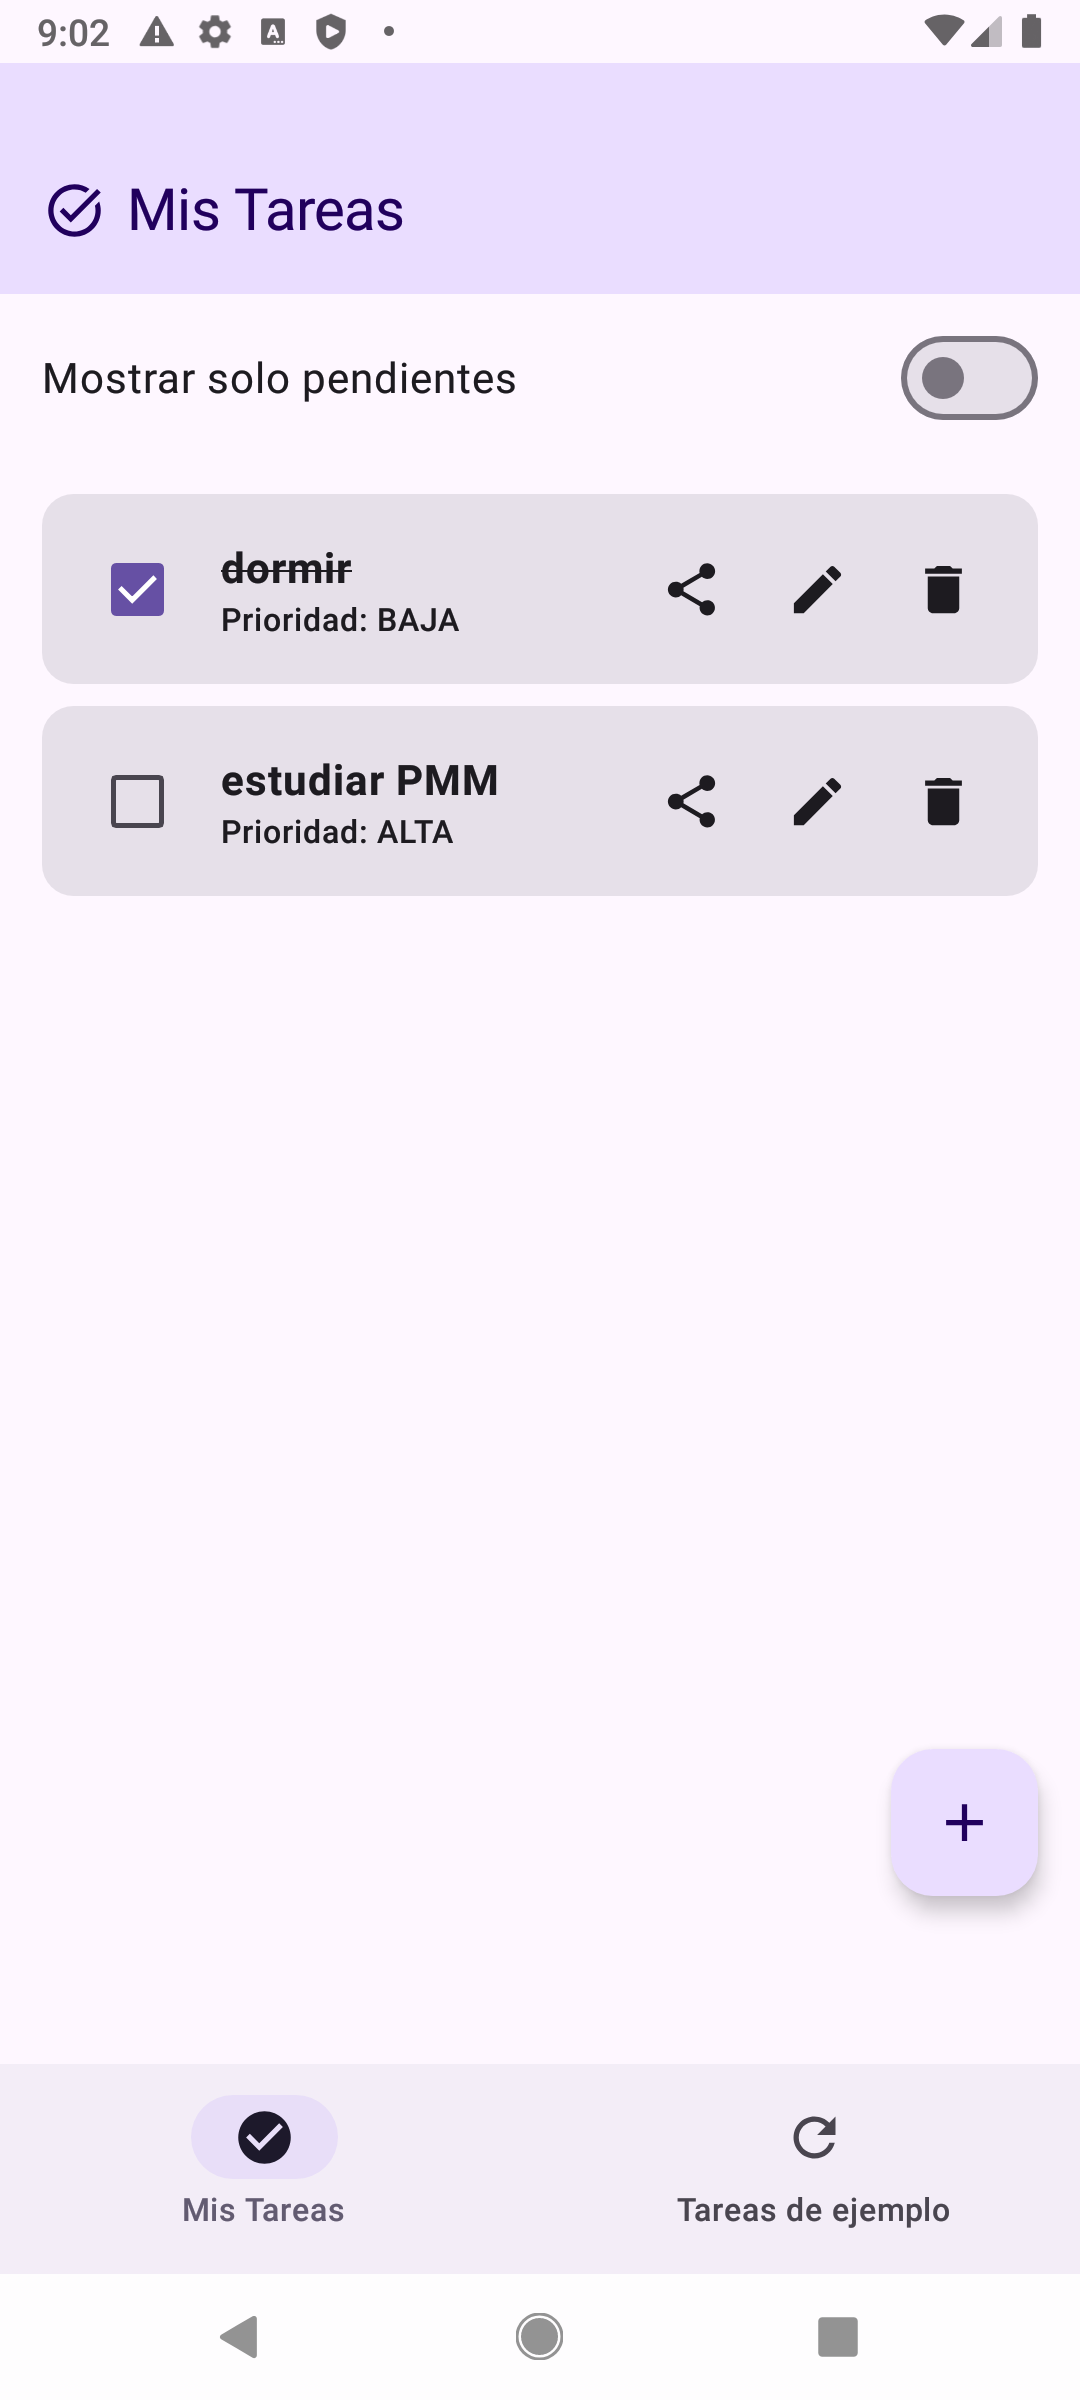 9:02
Mis Tareas
Mostrar solo pendientes
dormir
Prioridad: BAJA
estudiar PMM
Prioridad: ALTA
Mis Tareas
Tareas de ejemplo